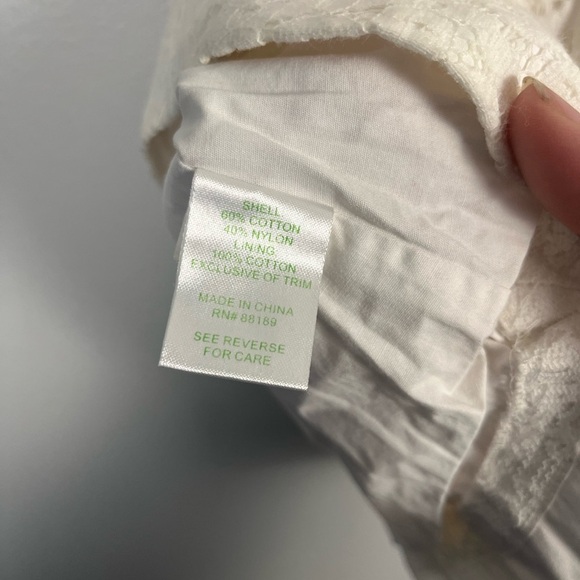 SHELL
60% COTTON
40% NYLON
LINING
100% COTTON
EXCLUSIVE OF TRIM
MADE IN CHINA
RN# 88189
SEE REVERSE
FOR CARE